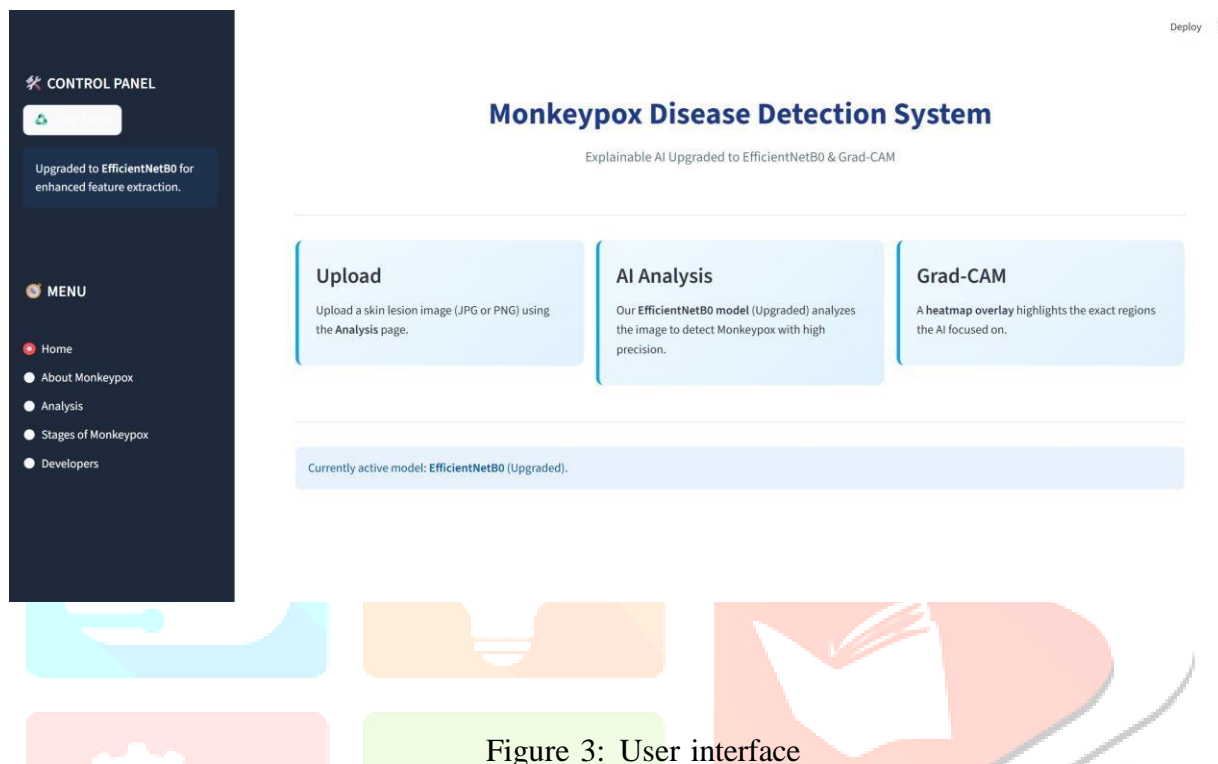 Deploy
🛠 CONTROL PANEL
Upgraded to EfficientNetB0 for
enhanced feature extraction.
🧭 MENU
Home
About Monkeypox
Analysis
Stages of Monkeypox
Developers
Monkeypox Disease Detection System
Explainable AI Upgraded to EfficientNetB0 & Grad-CAM
Upload
Upload a skin lesion image (JPG or PNG) using
the Analysis page.
AI Analysis
Our EfficientNetB0 model (Upgraded) analyzes
the image to detect Monkeypox with high
precision.
Grad-CAM
A heatmap overlay highlights the exact regions
the AI focused on.
Currently active model: EfficientNetB0 (Upgraded).
Figure 3: User interface